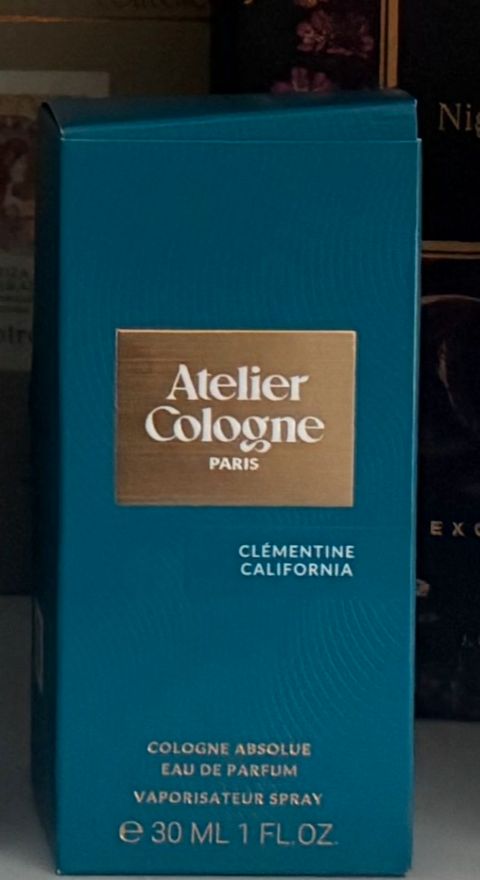 Atelier
Cologne
PARIS
CLÉMENTINE
CALIFORNIA
COLOGNE ABSOLUE
EAU DE PARFUM
VAPORISATEUR SPRAY
℮ 30 ML 1 FL.OZ.